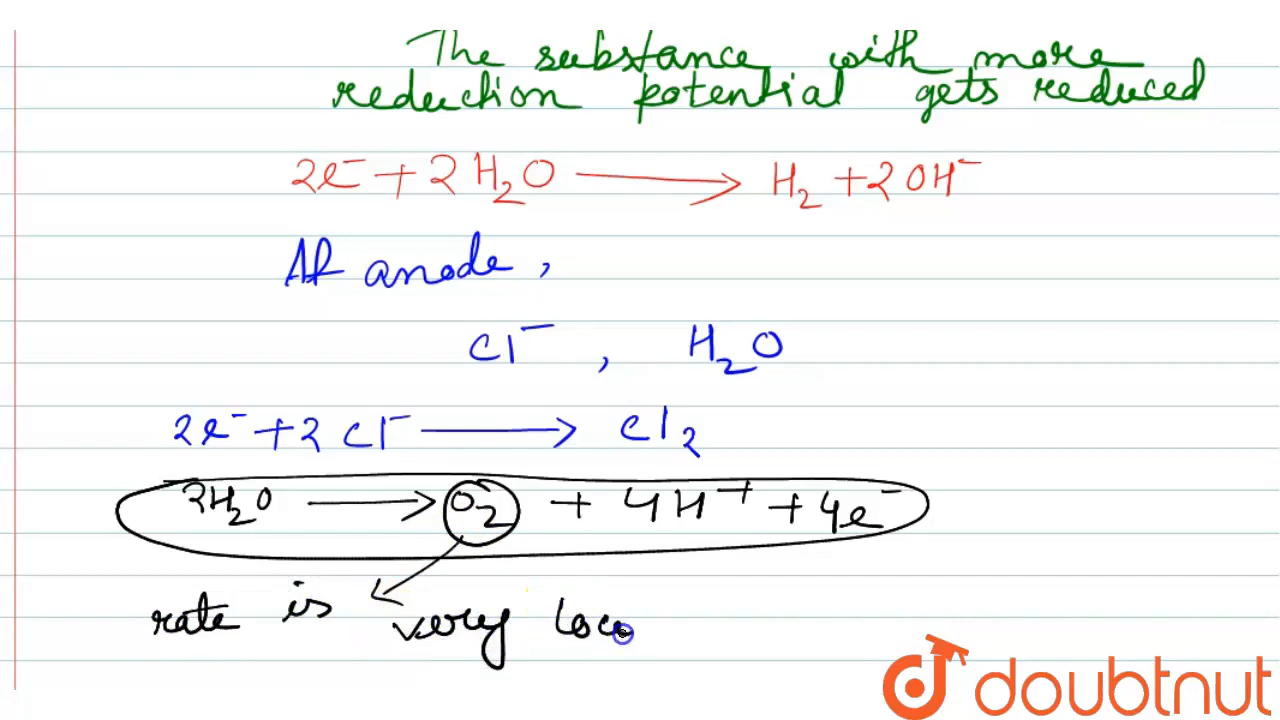 The substance with more
reduction potential gets reduced
2e⁻ + 2H₂O ⟶ H₂ + 2OH⁻
At anode,
Cl⁻, H₂O
2e⁻ + 2Cl⁻ ⟶ Cl₂
2H₂O ⟶ O₂ + 4H⁺ + 4e⁻
rate is very low
doubtnut